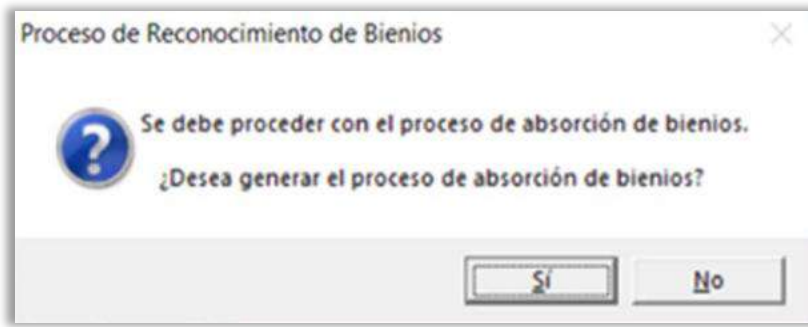 Proceso de Reconocimiento de Bienios
Se debe proceder con el proceso de absorción de bienios.
¿Desea generar el proceso de absorción de bienios?
Sí
No